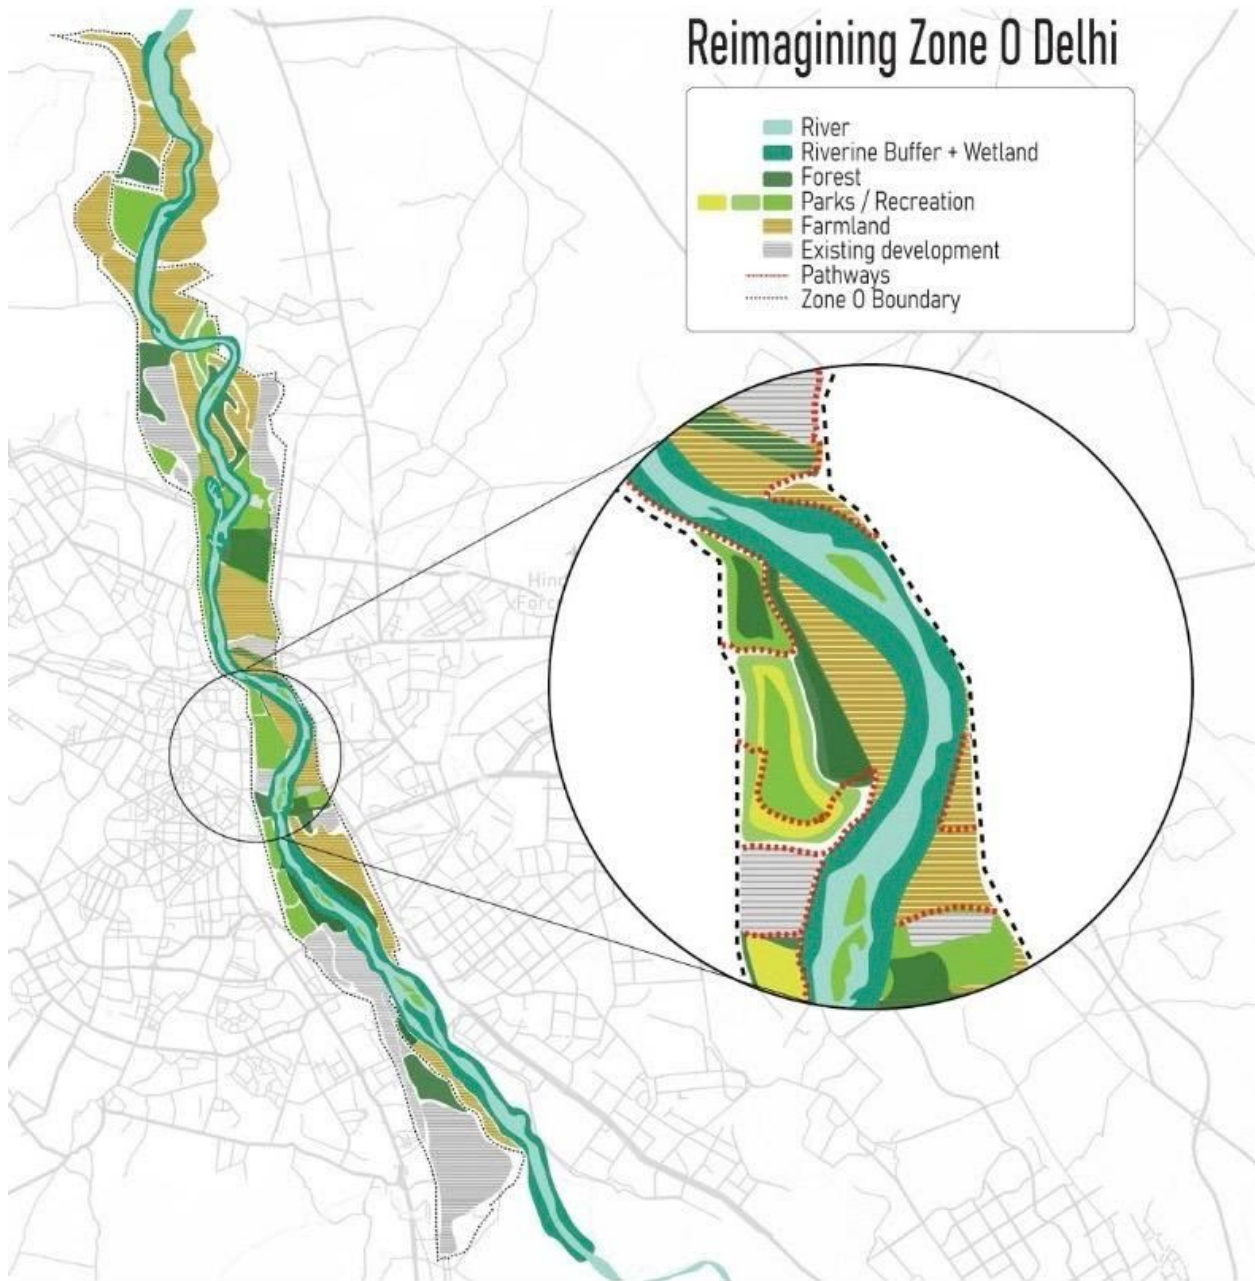 Reimagining Zone O Delhi
River
Riverine Buffer + Wetland
Forest
Parks / Recreation
Farmland
Existing development
Pathways
Zone O Boundary